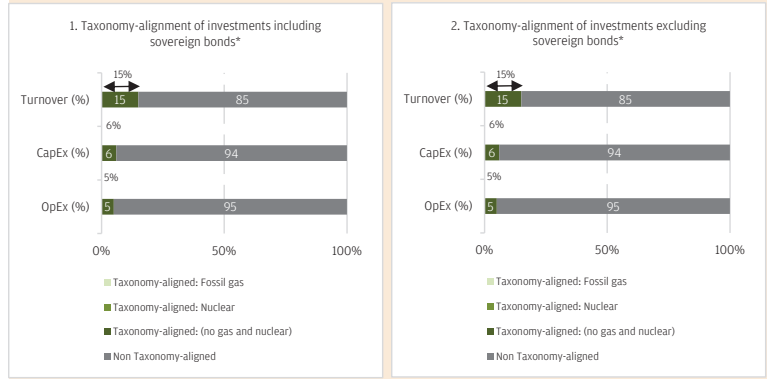 1. Taxonomy-alignment of investments including
sovereign bonds*
15%
Turnover (%)
15
85
6%
CapEx (%)
6
94
5%
OpEx (%)
5
95
0%
50%
100%
Taxonomy-aligned: Fossil gas
Taxonomy-aligned: Nuclear
Taxonomy-aligned: (no gas and nuclear)
Non Taxonomy-aligned
2. Taxonomy-alignment of investments excluding
sovereign bonds*
15%
Turnover (%)
15
85
6%
CapEx (%)
6
94
5%
OpEx (%)
5
95
0%
50%
100%
Taxonomy-aligned: Fossil gas
Taxonomy-aligned: Nuclear
Taxonomy-aligned: (no gas and nuclear)
Non Taxonomy-aligned